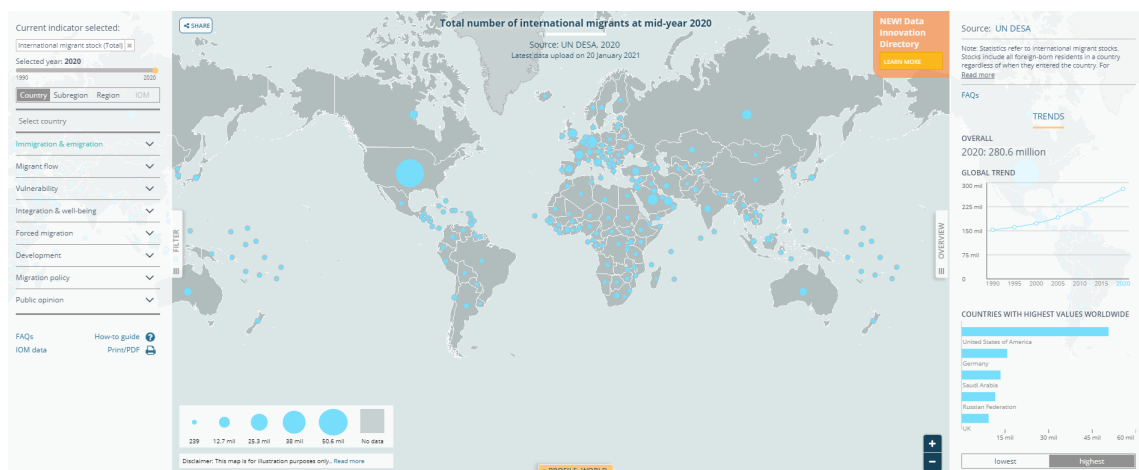 Current indicator selected:
International migrant stock (Total) ×
Selected year: 2020
1990 2020
Country Subregion Region IOM
Select country
Immigration & emigration
Migrant flow
Vulnerability
Integration & well-being
Forced migration
Development
Migration policy
Public opinion
FAQs How-to guide ?
IOM data Print/PDF
FILTER
SHARE
Total number of international migrants at mid-year 2020
Source: UN DESA, 2020
Latest data upload on 20 January 2021
239 12.7 mil 25.3 mil 38 mil 50.6 mil No data
Disclaimer: This map is for illustration purposes only.. Read more
PROFILE: WORLD
+
−
NEW! Data
Innovation
Directory
LEARN MORE
OVERVIEW
Source: UN DESA
Note: Statistics refer to international migrant stocks.
Stocks include all foreign-born residents in a country
regardless of when they entered the country. For
Read more
FAQs
TRENDS
OVERALL
2020: 280.6 million
GLOBAL TREND
300 mil
225 mil
150 mil
75 mil
0
1990 1995 2000 2005 2010 2015 2020
COUNTRIES WITH HIGHEST VALUES WORLDWIDE
United States of America
Germany
Saudi Arabia
Russian Federation
UK
15 mil 30 mil 45 mil 60 mil
lowest highest